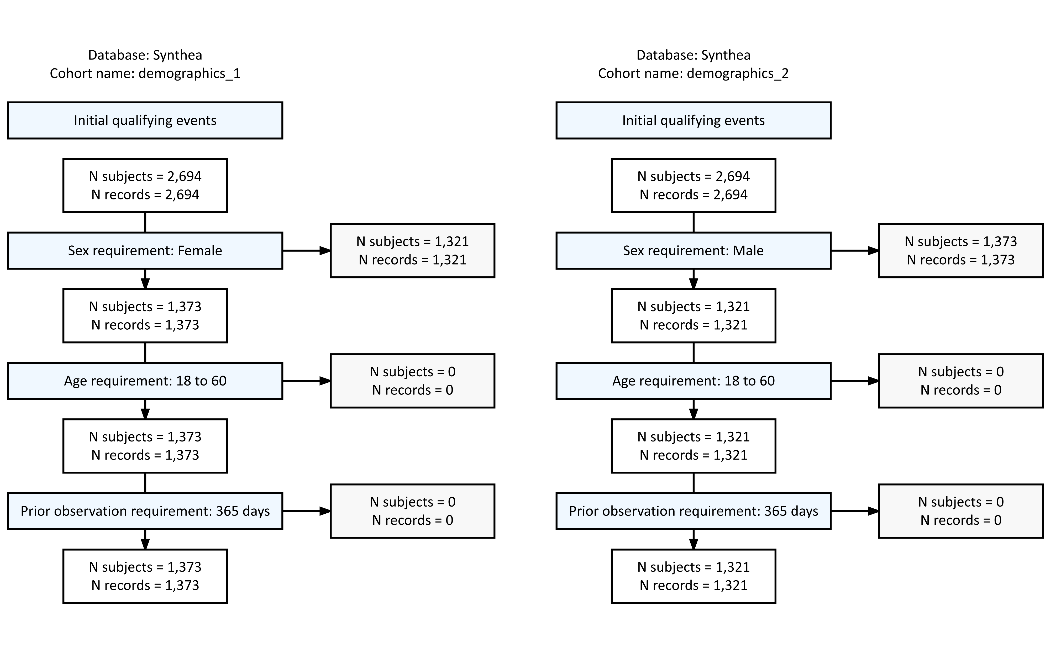 Database: Synthea
Cohort name: demographics_1
Initial qualifying events
N subjects = 2,694
N records = 2,694
Sex requirement: Female
N subjects = 1,321
N records = 1,321
N subjects = 1,373
N records = 1,373
Age requirement: 18 to 60
N subjects = 0
N records = 0
N subjects = 1,373
N records = 1,373
Prior observation requirement: 365 days
N subjects = 0
N records = 0
N subjects = 1,373
N records = 1,373
Database: Synthea
Cohort name: demographics_2
Initial qualifying events
N subjects = 2,694
N records = 2,694
Sex requirement: Male
N subjects = 1,373
N records = 1,373
N subjects = 1,321
N records = 1,321
Age requirement: 18 to 60
N subjects = 0
N records = 0
N subjects = 1,321
N records = 1,321
Prior observation requirement: 365 days
N subjects = 0
N records = 0
N subjects = 1,321
N records = 1,321